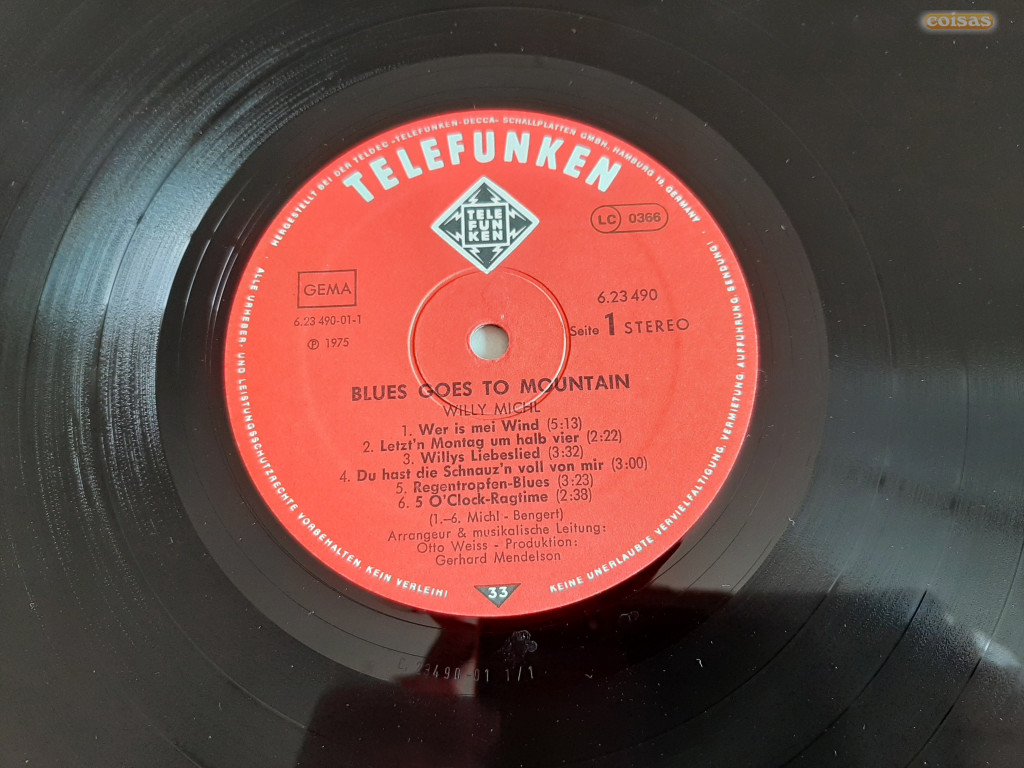 coisas
HERGESTELLT BEI DER TELDEC »TELEFUNKEN-DECCA« SCHALLPLATTEN GMBH, HAMBURG 19, GERMANY ·
TELEFUNKEN
TELE
FUN
KEN
LC 0366
GEMA
6.23 490
6.23 490-01-1
Seite 1 STEREO
Ⓟ 1975
BLUES GOES TO MOUNTAIN
WILLY MICHL
1. Wer is mei Wind (5:13)
2. Letzt'n Montag um halb vier (2:22)
3. Willys Liebeslied (3:32)
4. Du hast die Schnauz'n voll von mir (3:00)
5. Regentropfen-Blues (3:23)
6. 5 O'Clock-Ragtime (2:38)
(1.–6. Michl - Bengert)
Arrangeur & musikalische Leitung:
Otto Weiss - Produktion:
Gerhard Mendelson
· ALLE URHEBER- UND LEISTUNGSSCHUTZRECHTE VORBEHALTEN. KEIN VERLEIH!
33
KEINE UNERLAUBTE VERVIELFÄLTIGUNG, VERMIETUNG, AUFFÜHRUNG, SENDUNG!
23490-01 1/1